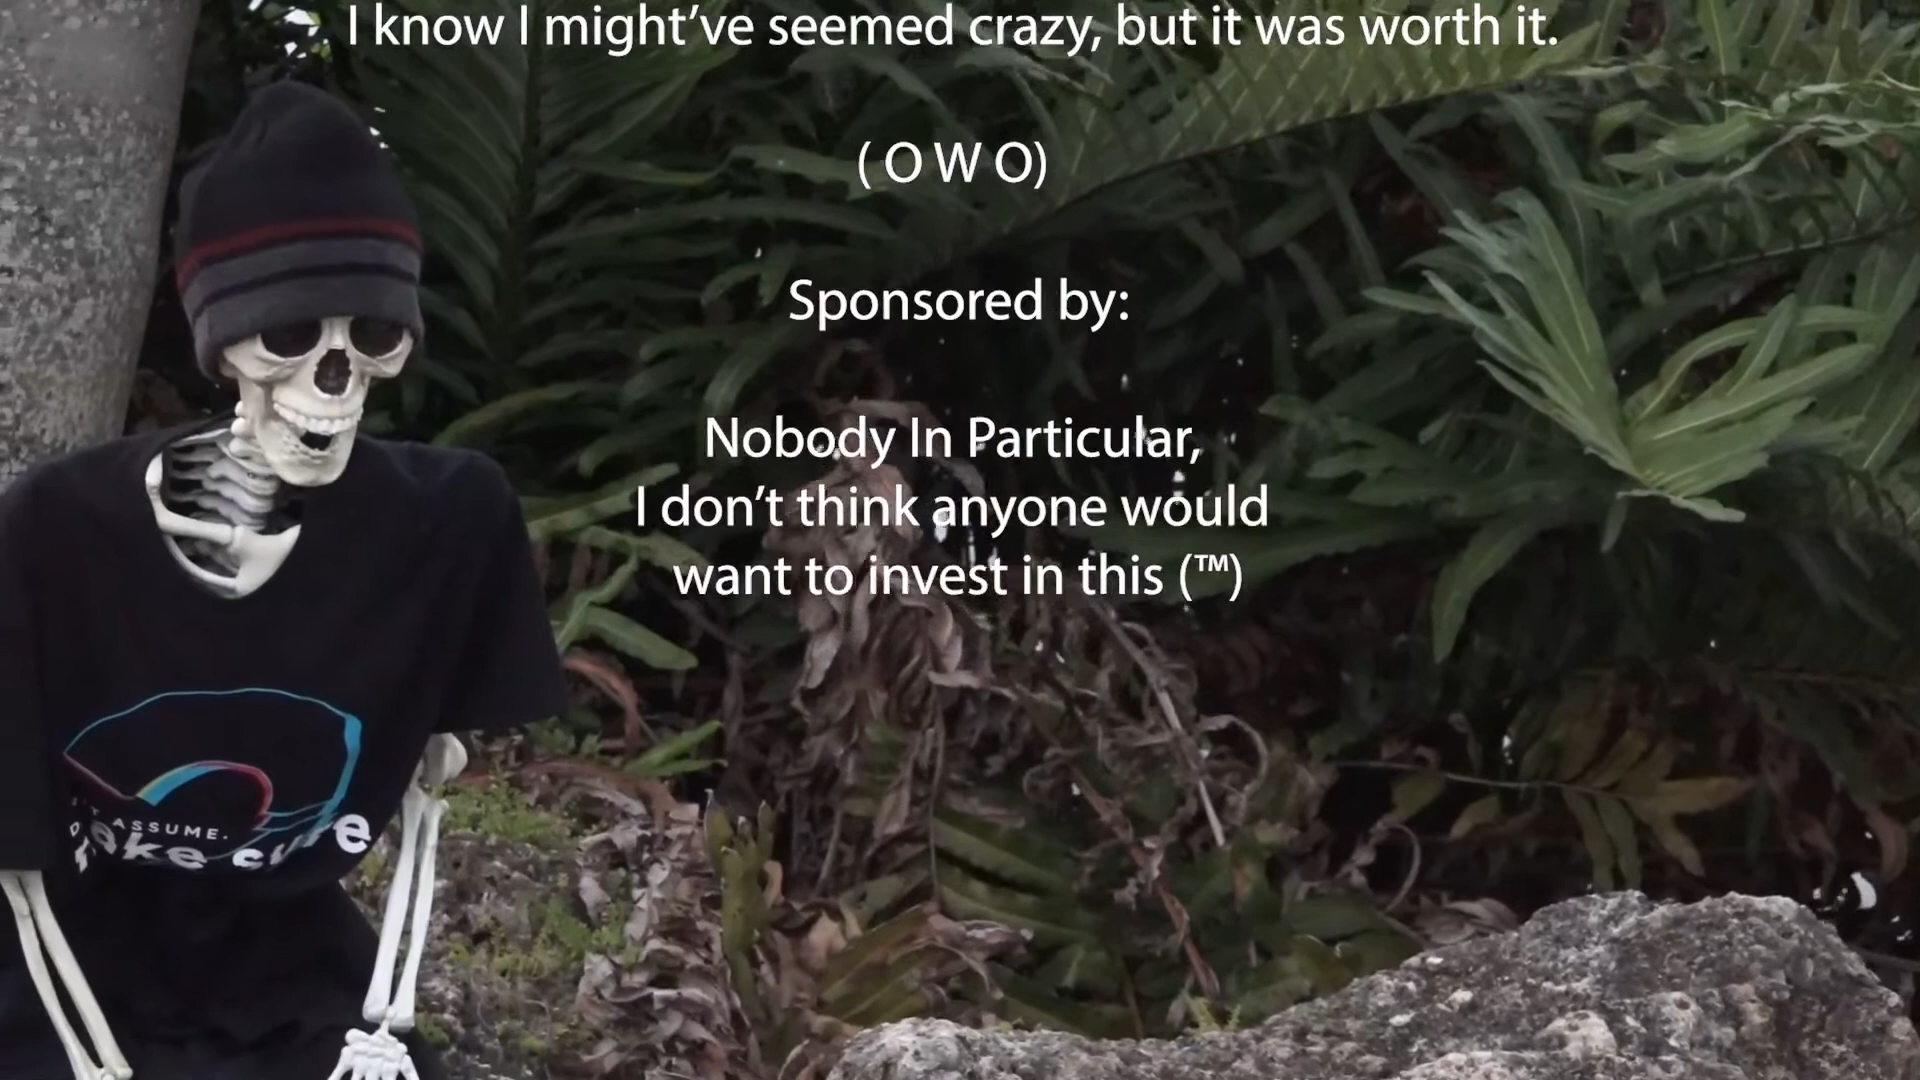 I know I might’ve seemed crazy, but it was worth it.
( O W O)
Sponsored by:
Nobody In Particular,
I don’t think anyone would
want to invest in this (™)
ASSUME.